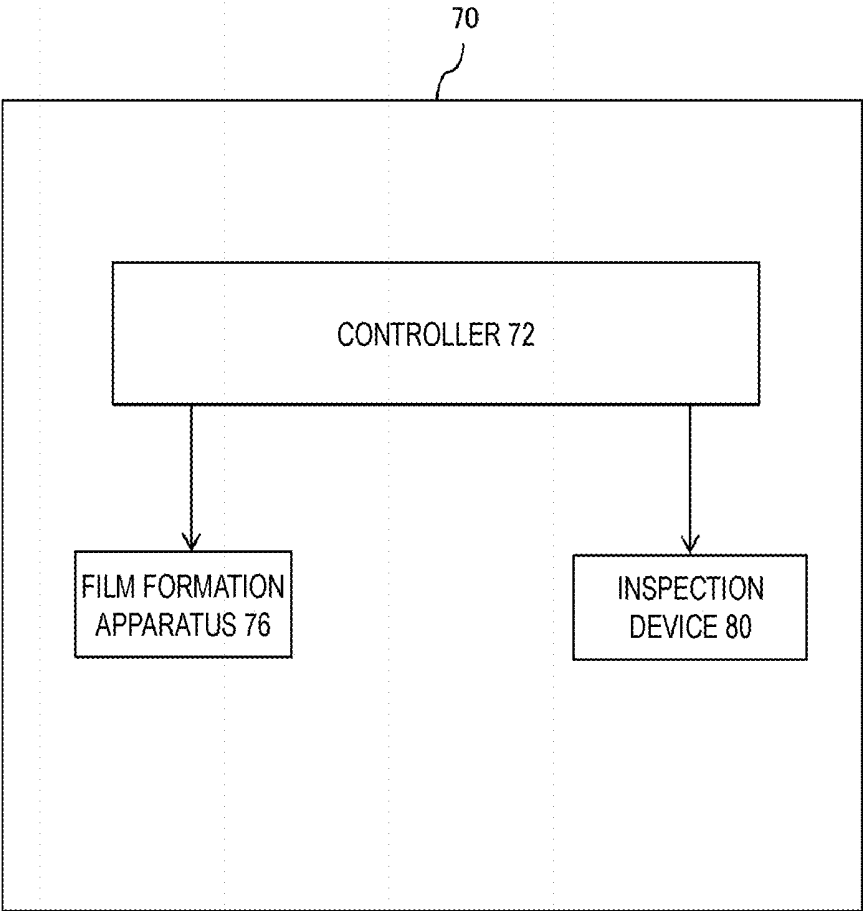 70
CONTROLLER 72
FILM FORMATION
APPARATUS 76
INSPECTION
DEVICE 80